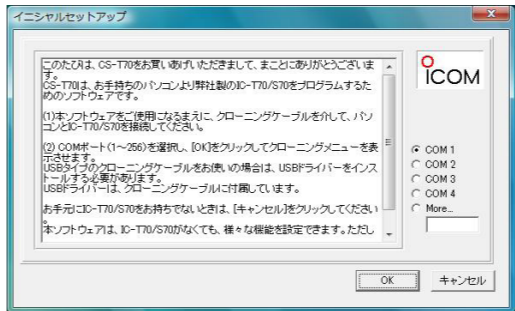 イニシャルセットアップ
このたびは、CS-T70をお買いあげいただきまして、まことにありがとうございま
す。
CS-T70は、お手持ちのパソコンより弊社製のIC-T70/S70をプログラムするた
めのソフトウェアです。
(1)本ソフトウェアをご使用になるまえに、クローニングケーブルを介して、パソ
コンとIC-T70/S70を接続してください。
(2) COMポート(1～256)を選択し、[OK]をクリックしてクローニングメニューを表
示させます。
USBタイプのクローニングケーブルをお使いの場合は、USBドライバーをインス
トールする必要があります。
USBドライバーは、クローニングケーブルに付属しています。
お手元にIC-T70/S70をお持ちでないときは、[キャンセル]をクリックしてください
。
本ソフトウェアは、IC-T70/S70がなくても、様々な機能を設定できます。ただし
ICOM
COM 1
COM 2
COM 3
COM 4
More...
OK
キャンセル